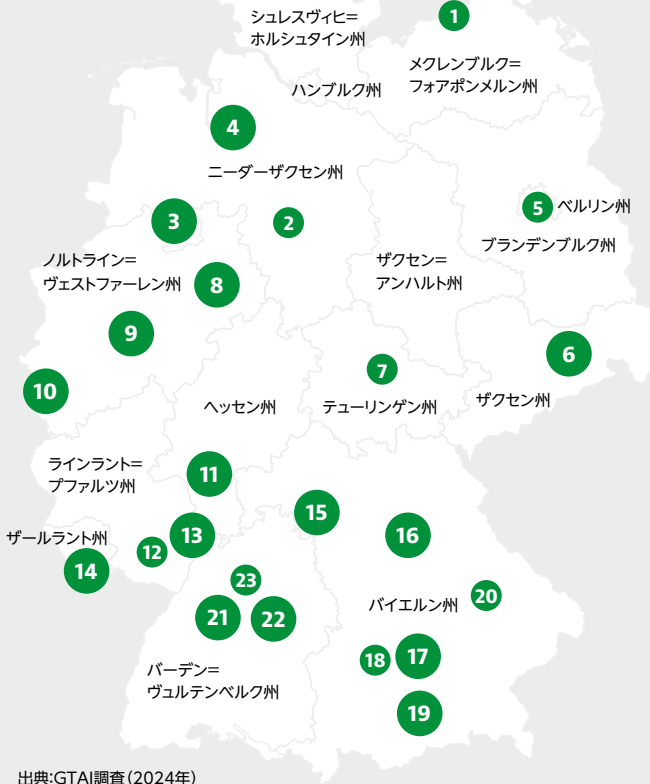 シュレスヴィヒ=
ホルシュタイン州
1
メクレンブルク=
フォアポンメルン州
ハンブルク州
4
ニーダーザクセン州
3
2
5
ベルリン州
ブランデンブルク州
ノルトライン=
ヴェストファーレン州
8
ザクセン=
アンハルト州
9
6
7
10
ヘッセン州
テューリンゲン州
ザクセン州
ラインラント=
プファルツ州
11
15
ザールラント州
12
13
16
14
23
21
22
バイエルン州
20
18
17
バーデン=
ヴュルテンベルク州
19
出典:GTAI調査(2024年)